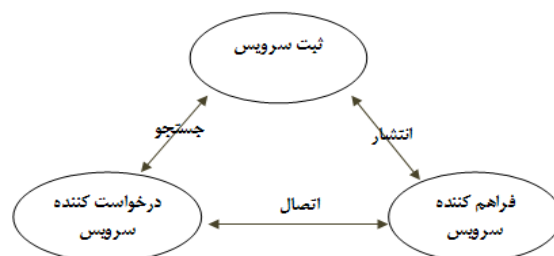 ثبت سرویس
انتشار
جستجو
اتصال
فراهم کننده
سرویس
درخواست کننده
سرویس